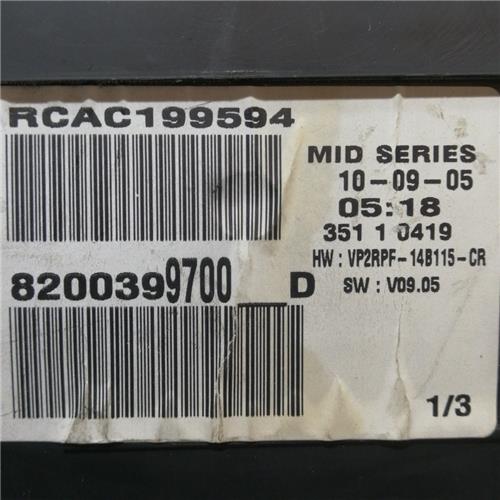 RCAC199594
MID SERIES
10-09-05
05:18
351 1 0419
HW : VP2RPF-14B115-CR
SW : V09.05
8200399700__D
1/3